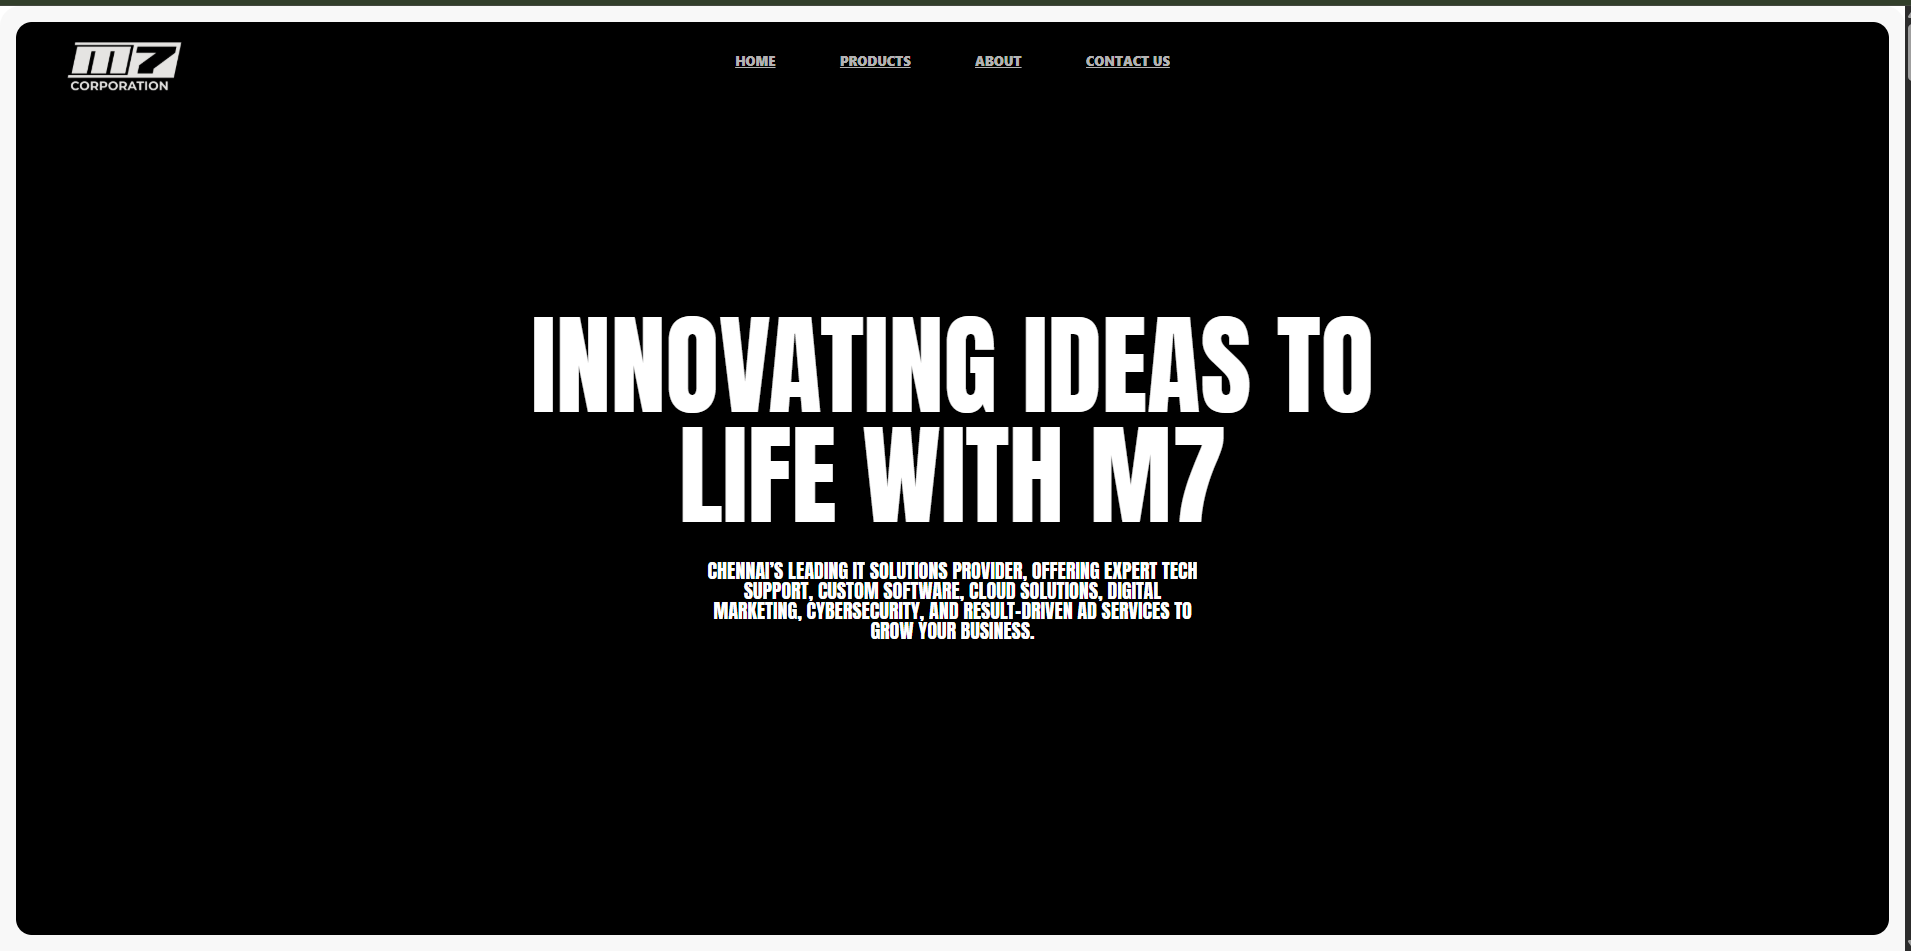 M7
CORPORATION
HOME PRODUCTS ABOUT CONTACT US
INNOVATING IDEAS TO
LIFE WITH M7
CHENNAI'S LEADING IT SOLUTIONS PROVIDER, OFFERING EXPERT TECH
SUPPORT, CUSTOM SOFTWARE, CLOUD SOLUTIONS, DIGITAL
MARKETING, CYBERSECURITY, AND RESULT-DRIVEN AD SERVICES TO
GROW YOUR BUSINESS.